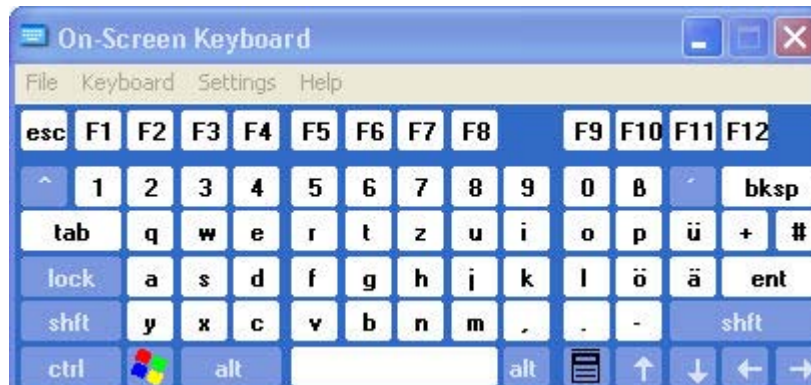 On-Screen Keyboard
File Keyboard Settings Help
esc F1 F2 F3 F4 F5 F6 F7 F8 F9 F10 F11 F12
^ 1 2 3 4 5 6 7 8 9 0 ß ´ bksp
tab q w e r t z u i o p ü + #
lock a s d f g h j k l ö ä ent
shft y x c v b n m , . - shft
ctrl alt alt ↑ ↓ ← →